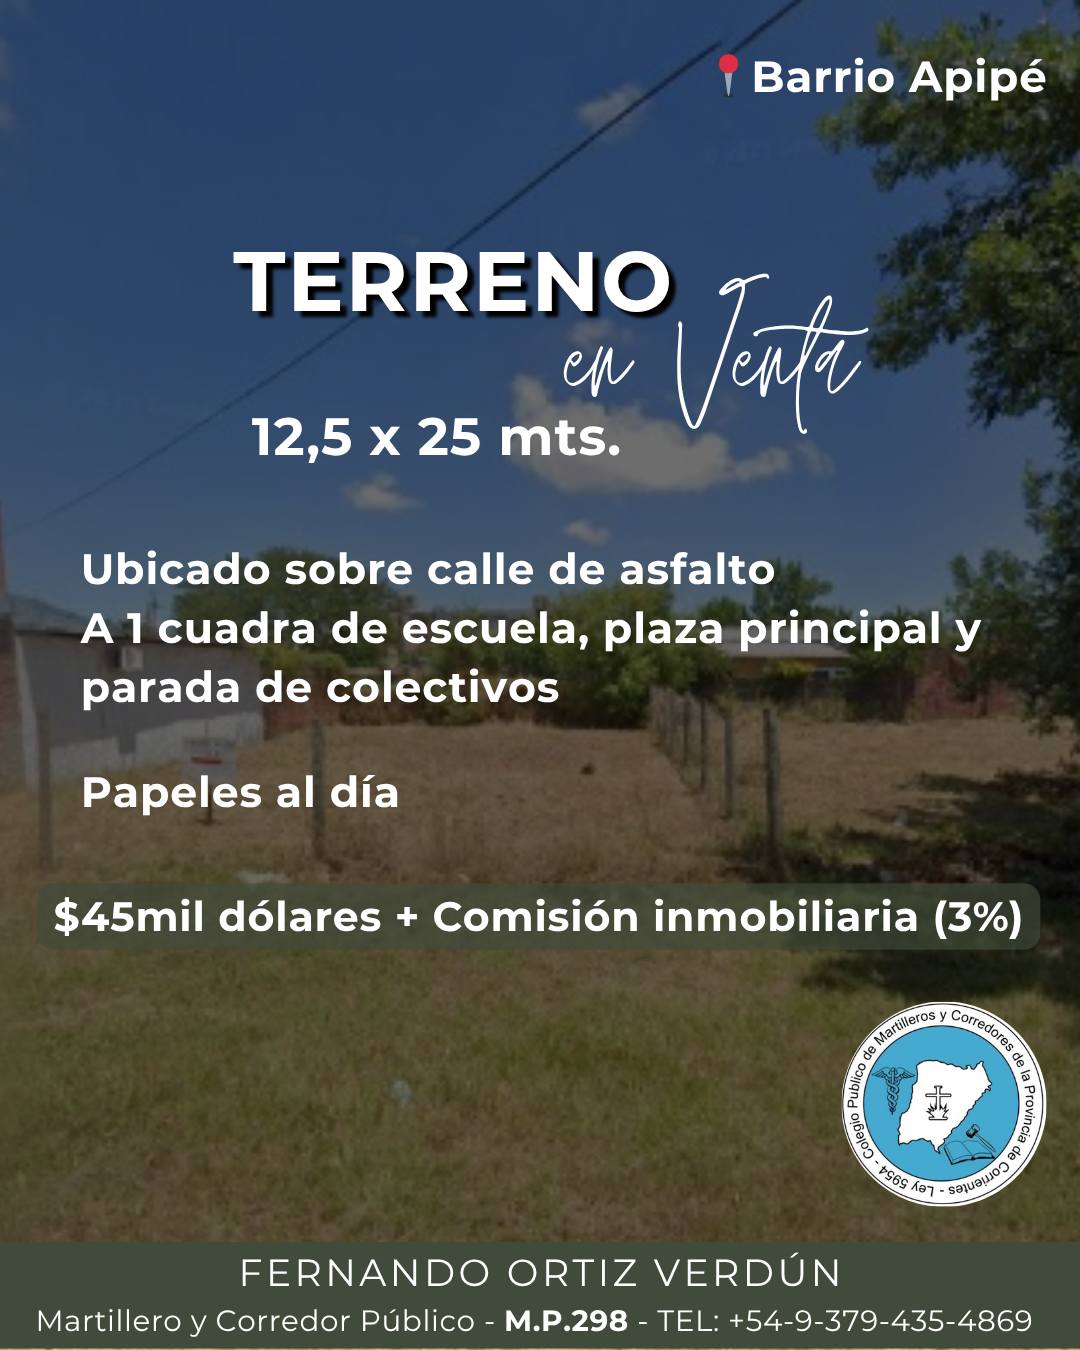 Barrio Apipé
TERRENO
en Venta
12,5 x 25 mts.
Ubicado sobre calle de asfalto
A 1 cuadra de escuela, plaza principal y
parada de colectivos
Papeles al día
$45mil dólares + Comisión inmobiliaria (3%)
Colegio Público de Martilleros y Corredores de la Provincia de Corrientes - Ley 5954 -
FERNANDO ORTIZ VERDÚN
Martillero y Corredor Público - M.P.298 - TEL: +54-9-379-435-4869